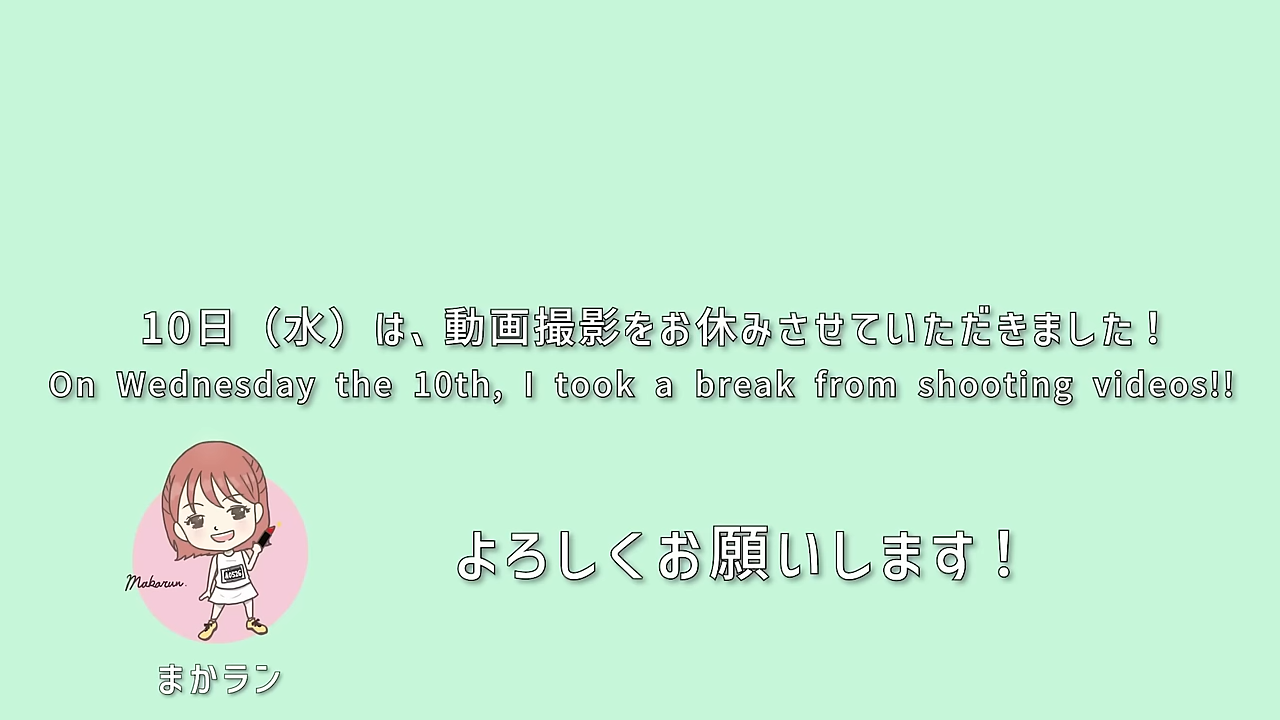 10日（水）は、動画撮影をお休みさせていただきました！
On Wednesday the 10th, I took a break from shooting videos!!
Makarun.
よろしくお願いします！
まかラン